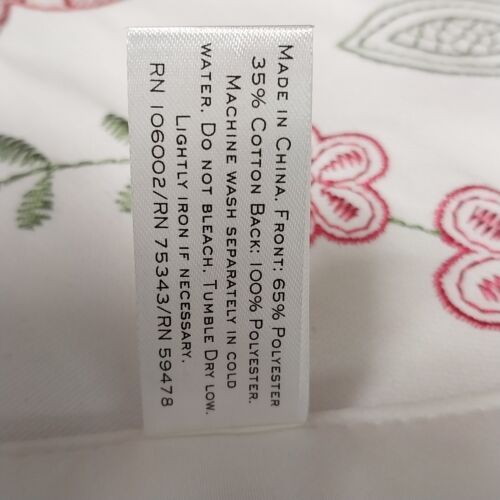 MADE IN CHINA. FRONT: 65% POLYESTER
35% COTTON BACK: 100% POLYESTER.
MACHINE WASH SEPARATELY IN COLD
WATER. DO NOT BLEACH. TUMBLE DRY LOW.
LIGHTLY IRON IF NECESSARY.
RN 106002/RN 75343/RN 59478